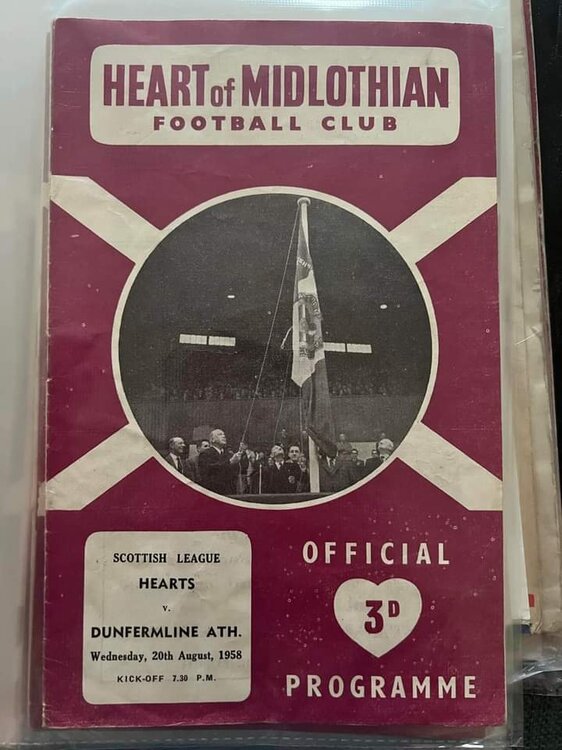 HEART of MIDLOTHIAN
FOOTBALL CLUB
SCOTTISH LEAGUE
HEARTS
v.
DUNFERMLINE ATH.
Wednesday, 20th August, 1958
KICK-OFF 7.30 P.M.
OFFICIAL
3D
PROGRAMME